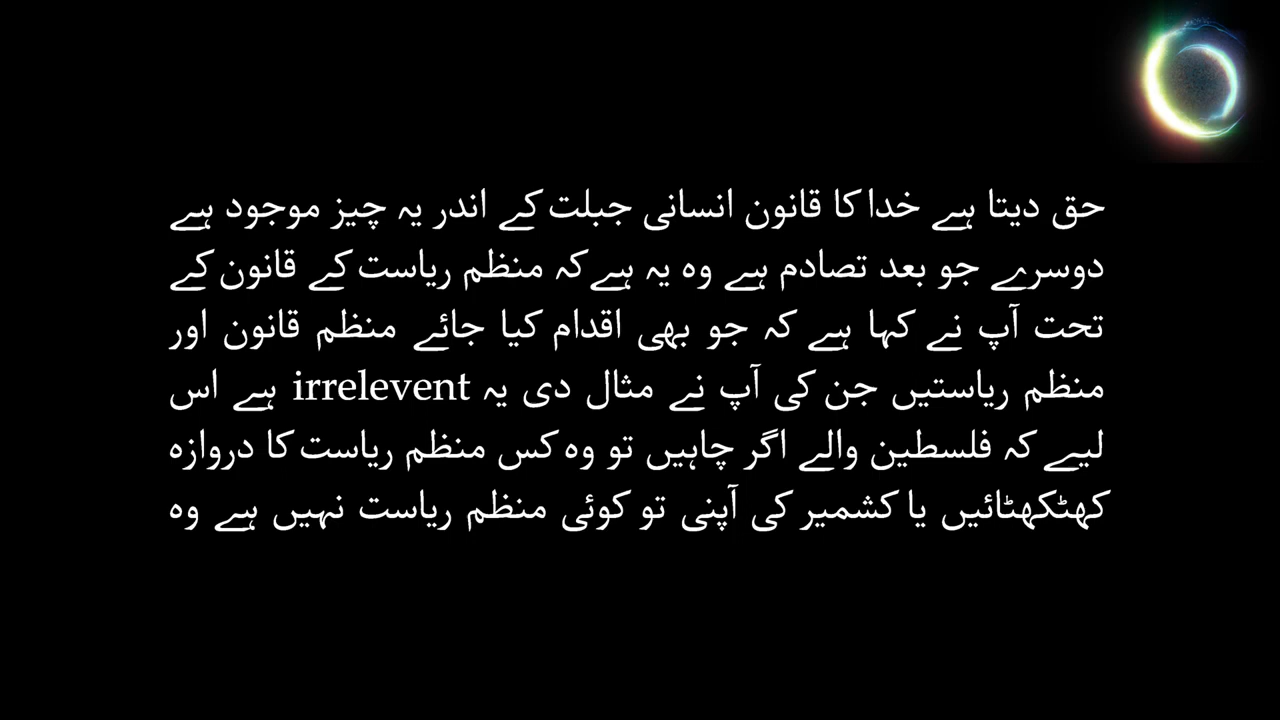 حق دیتا ہے خدا کا قانون انسانی جبلت کے اندر یہ چیز موجود ہے
دوسرے جو بعد تصادم ہے وہ یہ ہے کہ منظم ریاست کے قانون کے
تحت آپ نے کہا ہے کہ جو بھی اقدام کیا جائے منظم قانون اور
منظم ریاستیں جن کی آپ نے مثال دی یہ irrelevent ہے اس
لیے کہ فلسطین والے اگر چاہیں تو وہ کس منظم ریاست کا دروازہ
کھٹکھٹائیں یا کشمیر کی آپنی تو کوئی منظم ریاست نہیں ہے وہ